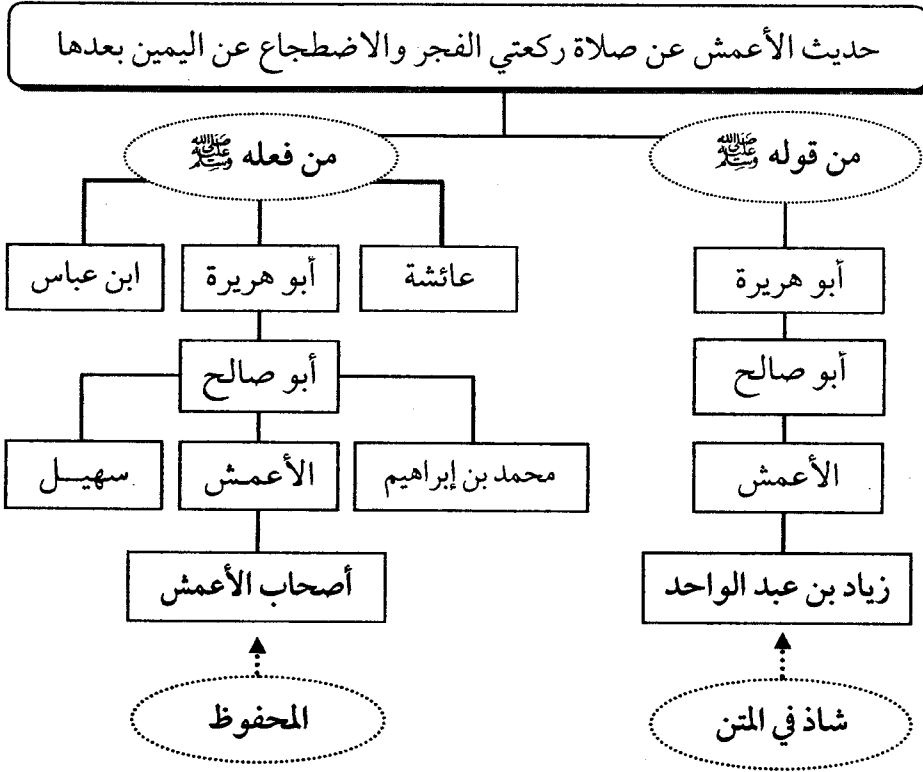 حديث الأعمش عن صلاة ركعتي الفجر والاضطجاع عن اليمين بعدها
من قوله ﷺ
من فعله ﷺ
أبو هريرة
عائشة
أبو هريرة
ابن عباس
أبو صالح
أبو صالح
الأعمش
محمد بن إبراهيم
الأعمش
سهيل
زياد بن عبد الواحد
أصحاب الأعمش
شاذ في المتن
المحفوظ